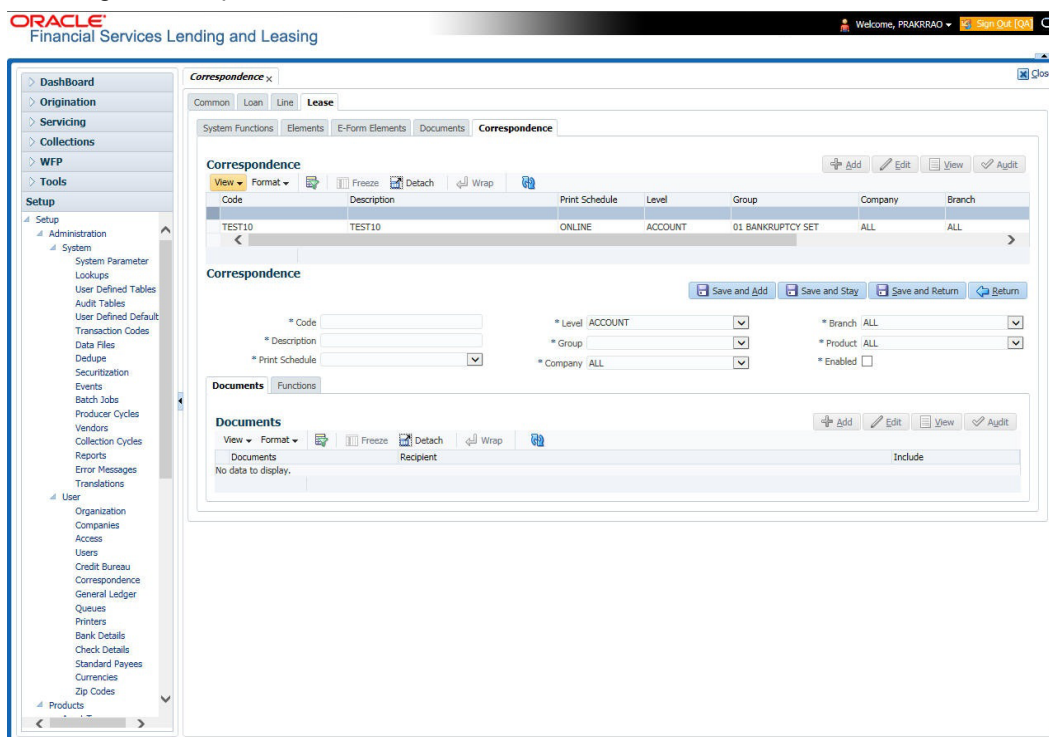 ORACLE
Financial Services Lending and Leasing
Welcome, PRAKRRAO
Sign Out [QA]
DashBoard
Origination
Servicing
Collections
WFP
Tools
Setup
Setup
Administration
System
System Parameter
Lookups
User Defined Tables
Audit Tables
User Defined Default
Transaction Codes
Data Files
Dedupe
Securitization
Events
Batch Jobs
Producer Cycles
Vendors
Collection Cycles
Reports
Error Messages
Translations
User
Organization
Companies
Access
Users
Credit Bureau
Correspondence
General Ledger
Queues
Printers
Bank Details
Check Details
Standard Payees
Currencies
Zip Codes
Products
Correspondence x
Clos
Common Loan Line Lease
System Functions Elements E-Form Elements Documents Correspondence
Correspondence
Add Edit View Audit
View Format Freeze Detach Wrap
Code Description Print Schedule Level Group Company Branch
TEST10 TEST10 ONLINE ACCOUNT 01 BANKRUPTCY SET ALL ALL
Correspondence
Save and Add Save and Stay Save and Return Return
* Code * Level ACCOUNT * Branch ALL
* Description * Group * Product ALL
* Print Schedule * Company ALL * Enabled
Documents Functions
Documents
Add Edit View Audit
View Format Freeze Detach Wrap
Documents Recipient Include
No data to display.